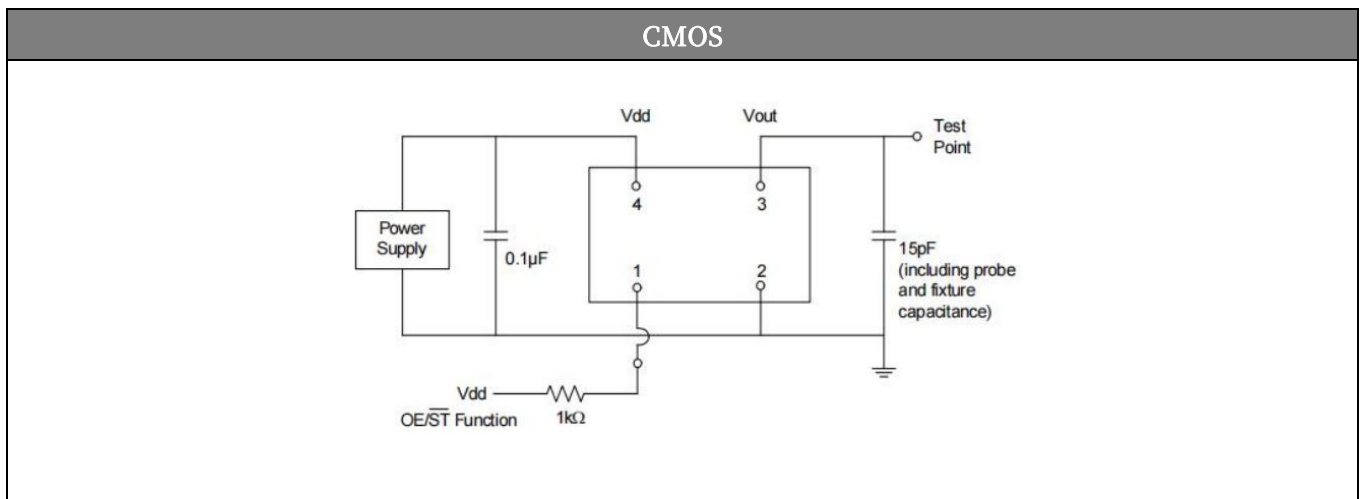 CMOS
Vdd
Vout
Test
Point
4
3
Power
Supply
0.1µF
15pF
(including probe
and fixture
capacitance)
1
2
Vdd
OE/S̅T̅ Function
1kΩ